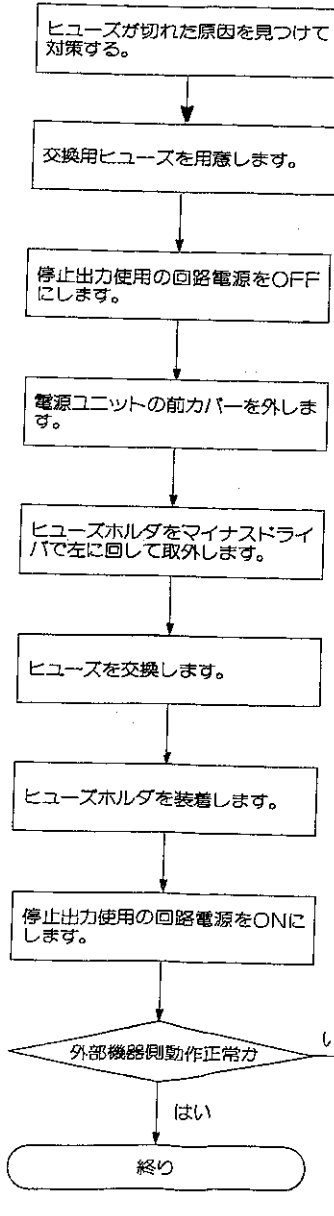 ヒューズが切れた原因を見つけて
対策する。
交換用ヒューズを用意します。
停止出力使用の回路電源をOFF
にします。
電源ユニットの前カバーを外しま
す。
ヒューズホルダをマイナスドライ
バで左に回して取外します。
ヒューズを交換します。
ヒューズホルダを装着します。
停止出力使用の回路電源をONに
します。
外部機器側動作正常か
い
はい
終り